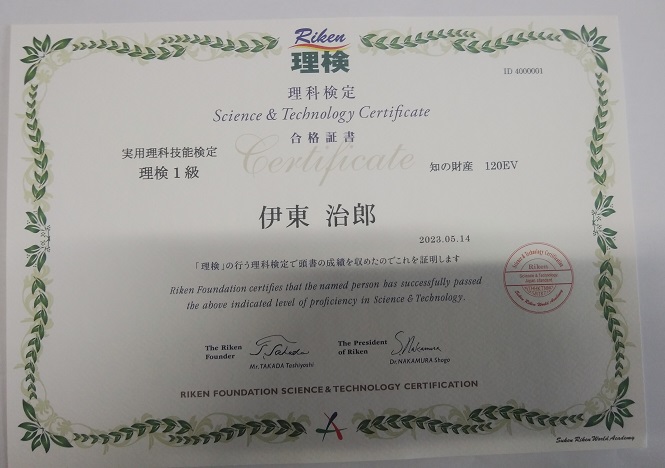 Riken
理検
ID 4000001
理科検定
Science & Technology Certificate
合格証書
Certificate
実用理科技能検定
理検１級
知の財産 120EV
伊東 治郎
2023.05.14
「理検」の行う理科検定で頭書の成績を収めたのでこれを証明します
Riken Foundation certifies that the named person has successfully passed
the above indicated level of proficiency in Science & Technology.
The Riken
Founder
Mr.TAKADA Toshiyoshi
The President
of Riken
Dr.NAKAMURA Shogo
RIKEN FOUNDATION SCIENCE & TECHNOLOGY CERTIFICATION
Suken Riken World Academy